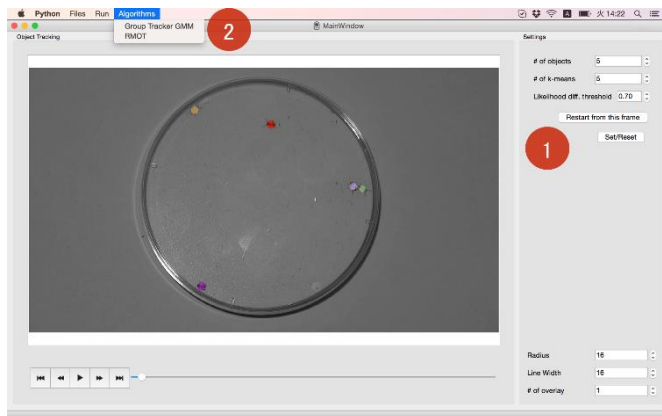 Python Files Run Algorithms
火 14:22
Group Tracker GMM
RMOT
2
MainWindow
Object Tracking
Settings
# of objects 5
# of k-means 5
Likelihood diff. threshold 0.70
Restart from this frame
Set/Reset
1
Radius 16
Line Width 16
# of overlay 1